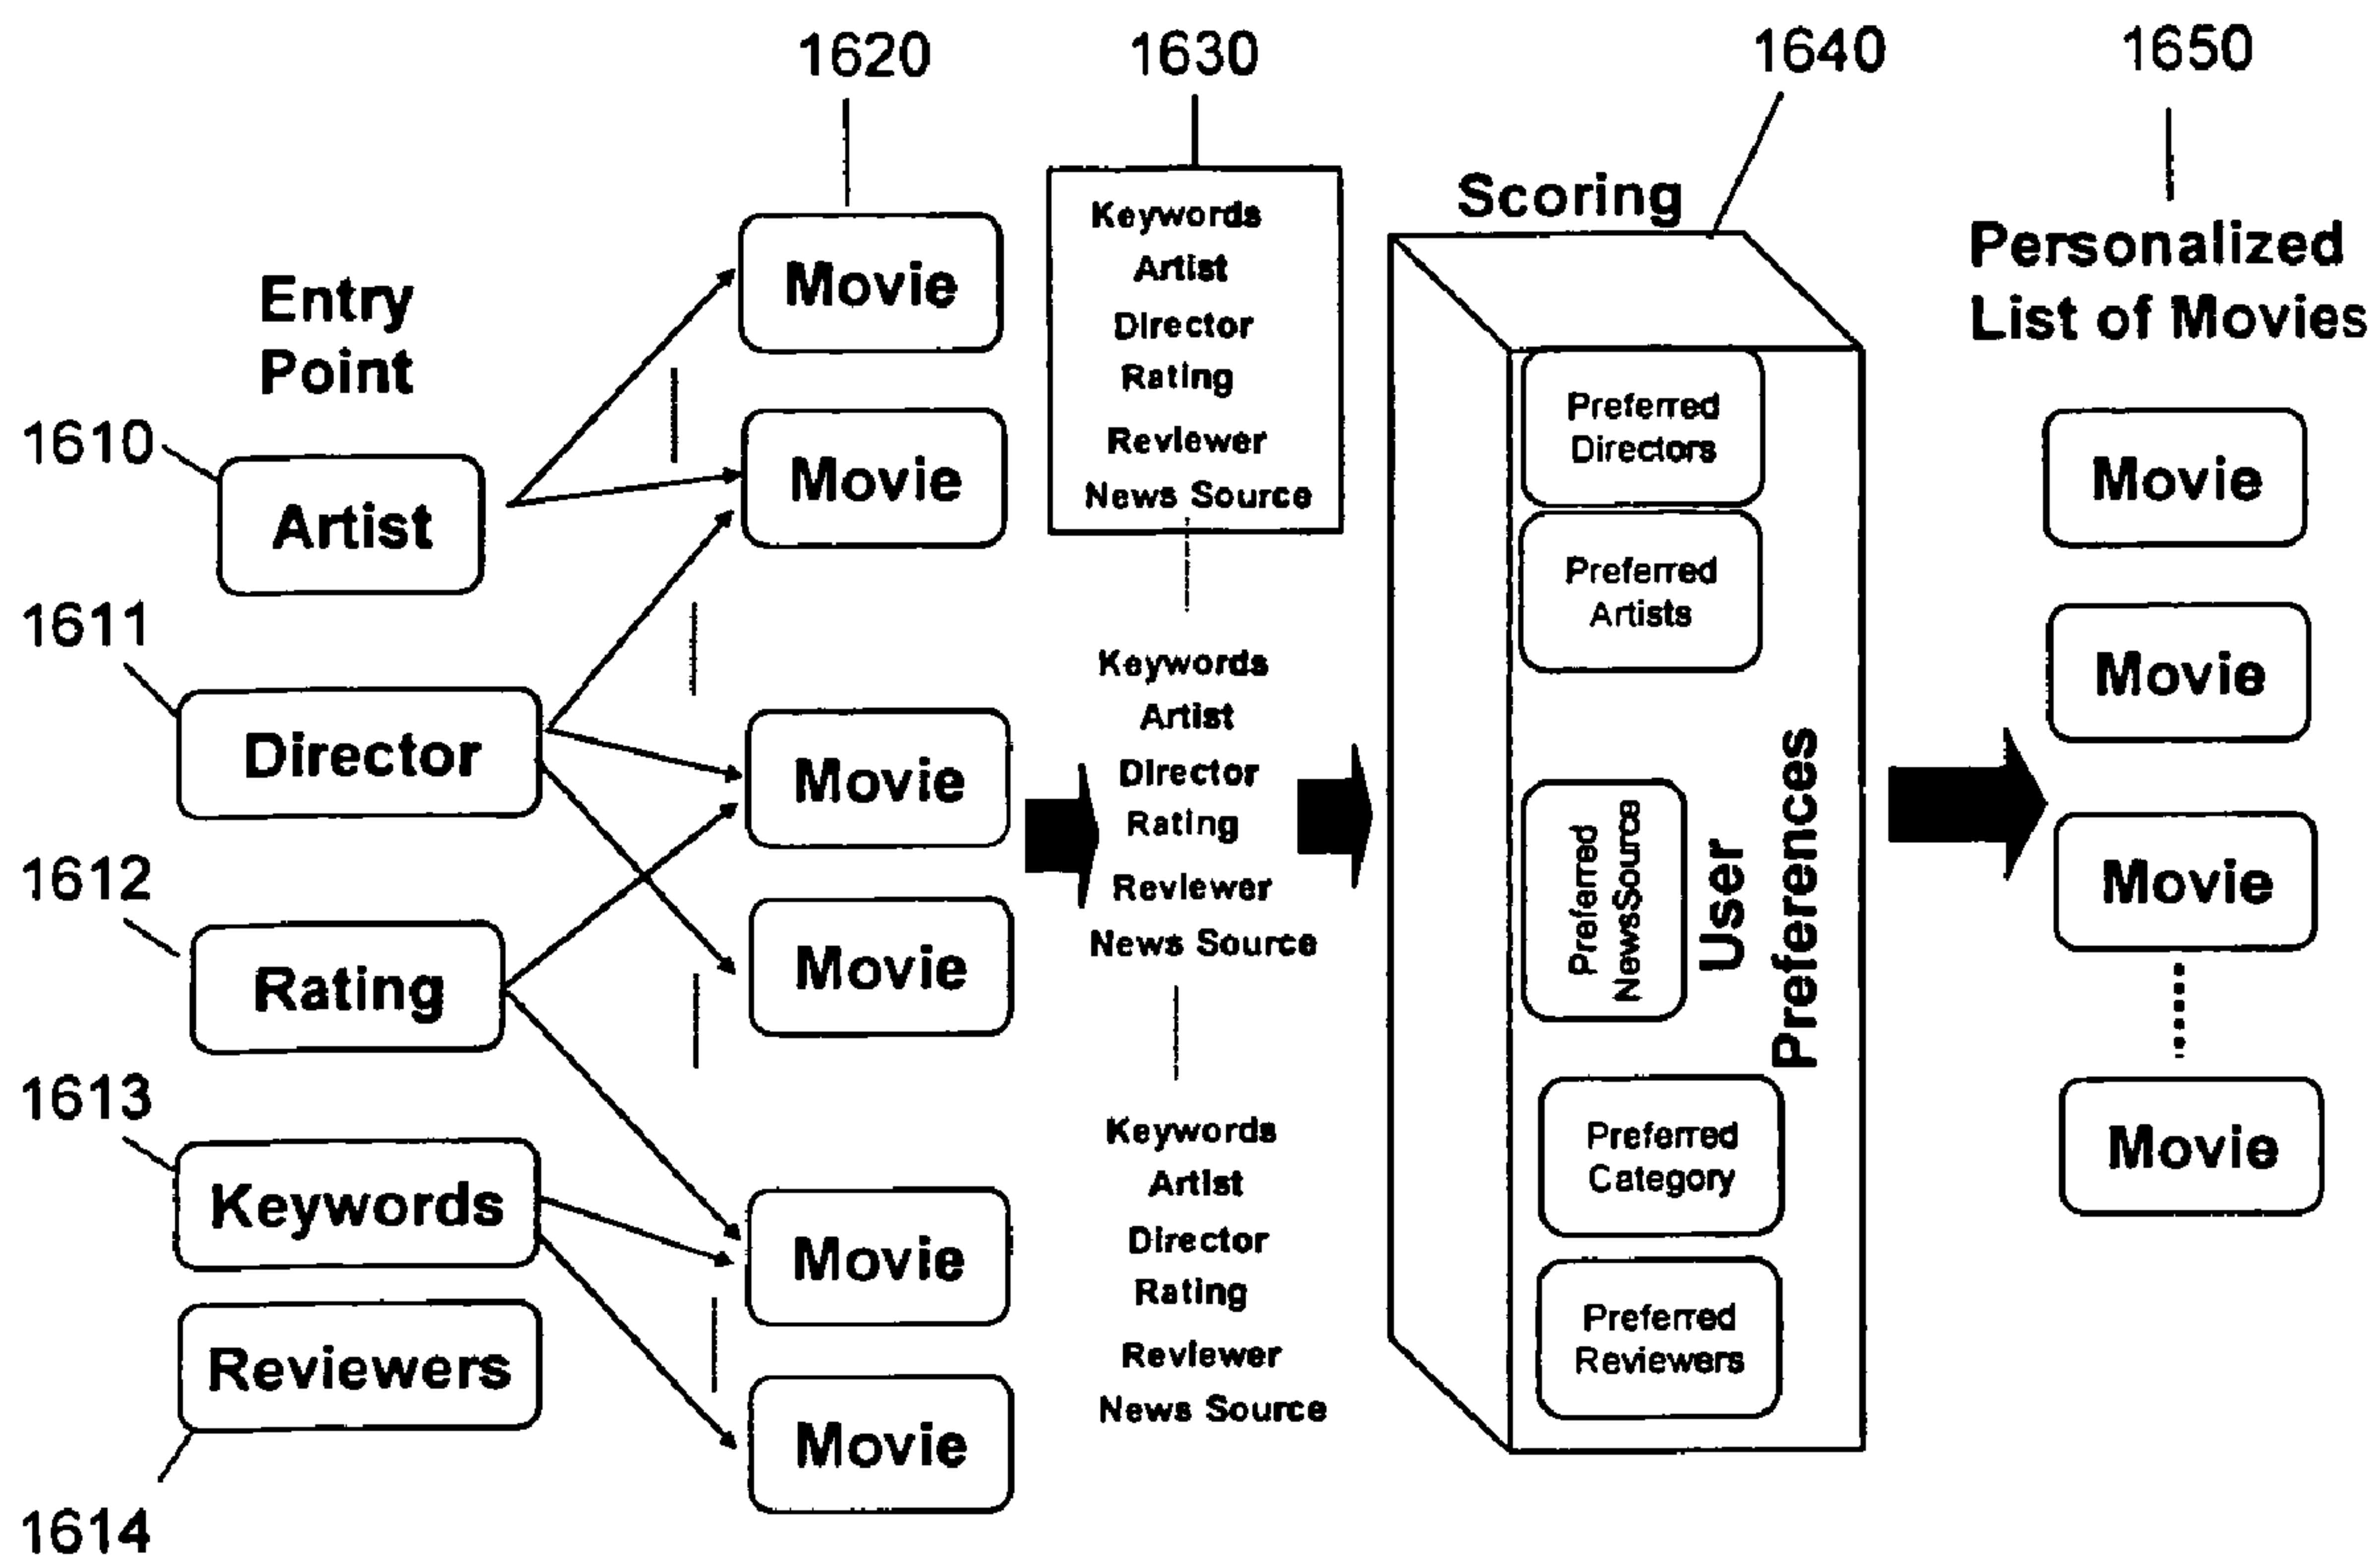 1620
1630
1640
1650
Entry
Point
1610
Artist
1611
Director
1612
Rating
1613
Keywords
Reviewers
1614
Movie
Movie
Movie
Movie
Movie
Movie
Keywords
Artist
Director
Rating
Reviewer
News Source
Keywords
Artist
Director
Rating
Reviewer
News Source
Keywords
Artist
Director
Rating
Reviewer
News Source
Scoring
Preferred
Directors
Preferred
Artists
Preferred
NewsSource
User
Preferences
Preferred
Category
Preferred
Reviewers
Personalized
List of Movies
Movie
Movie
Movie
Movie